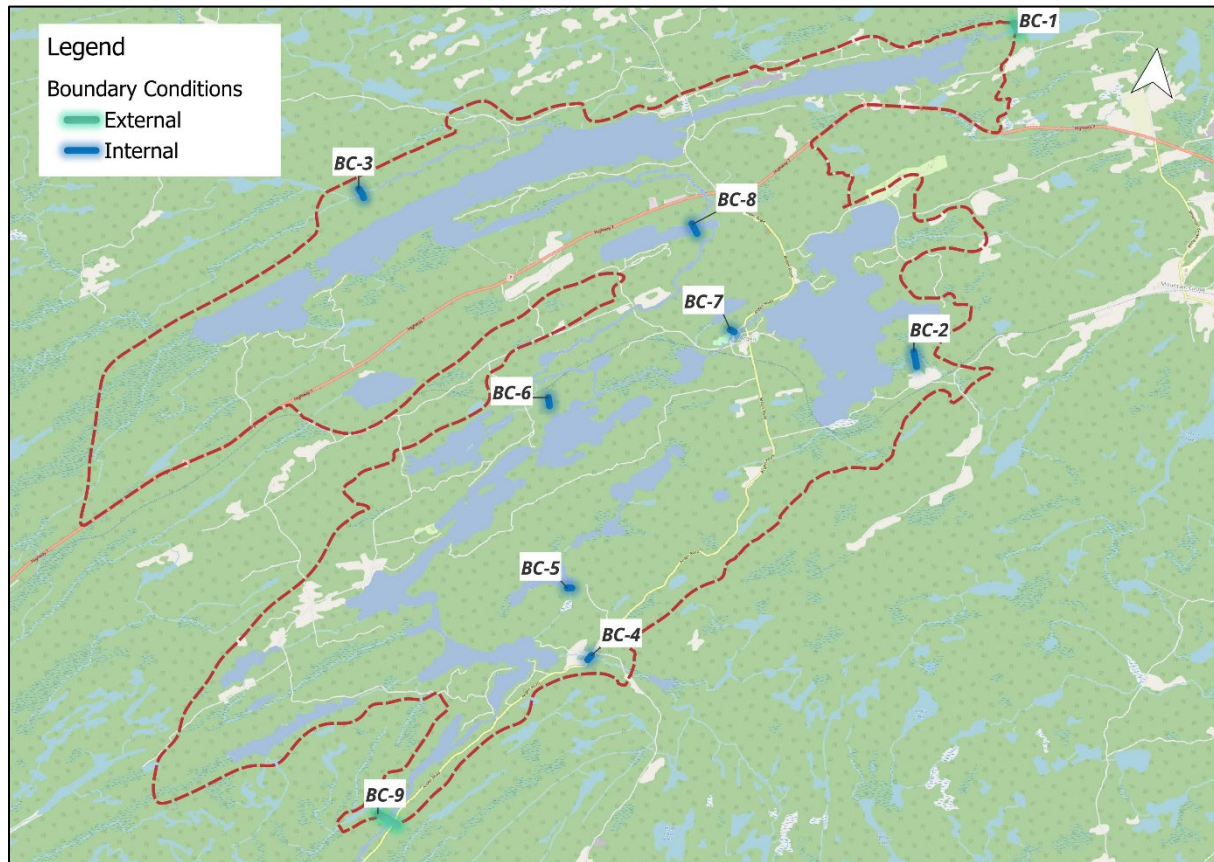 Legend
Boundary Conditions
External
Internal
BC-1
BC-3
BC-8
BC-7
BC-2
BC-6
BC-5
BC-4
BC-9